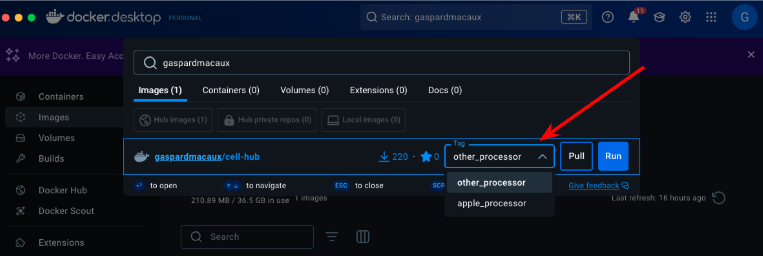 docker.desktop PERSONAL Search: gaspardmacaux ⌘K 11 G
More Docker. Easy Acc
gaspardmacaux
Containers
Images
Volumes
Builds
Docker Hub
Docker Scout
Extensions
Images (1) Containers (0) Volumes (0) Extensions (0) Docs (0)
Hub images (1) Hub private repos (0) Local images (0)
Tag
gaspardmacaux/cell-hub 220 · 0 other_processor Pull Run
other_processor
apple_processor
to open to navigate ESC to close SCR Give feedback
210.89 MB / 36.5 GB in use 1 images Last refresh: 16 hours ago
Search